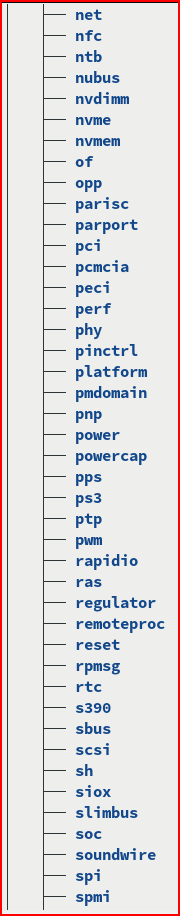 net
nfc
ntb
nubus
nvdimm
nvme
nvmem
of
opp
parisc
parport
pci
pcmcia
peci
perf
phy
pinctrl
platform
pmdomain
pnp
power
powercap
pps
ps3
ptp
pwm
rapidio
ras
regulator
remoteproc
reset
rpmsg
rtc
s390
sbus
scsi
sh
siox
slimbus
soc
soundwire
spi
spmi